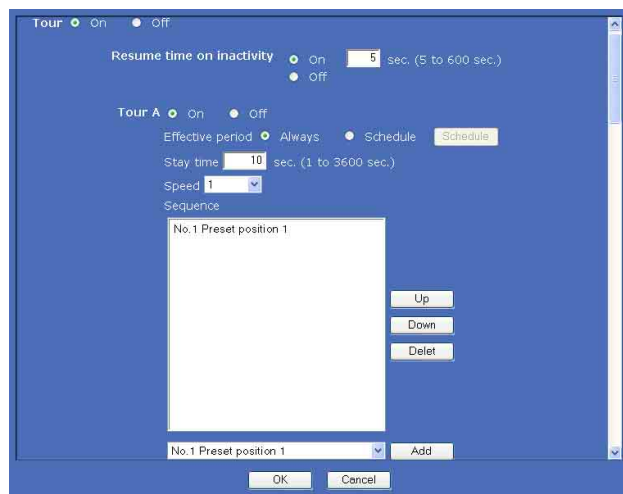 Tour On Off
Resume time on inactivity On 5 sec. (5 to 600 sec.)
Off
Tour A On Off
Effective period Always Schedule Schedule
Stay time 10 sec. (1 to 3600 sec.)
Speed 1
Sequence
No.1 Preset position 1
Up
Down
Delet
No.1 Preset position 1 Add
OK Cancel